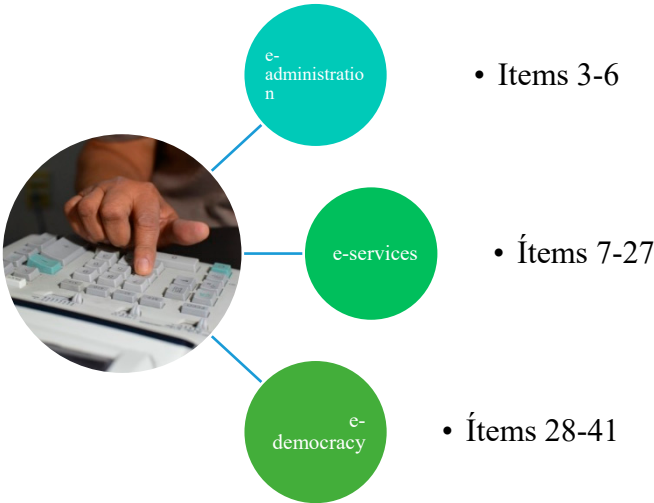 e-
administratio
n
• Items 3-6
e-services
• Ítems 7-27
e-
democracy
• Ítems 28-41